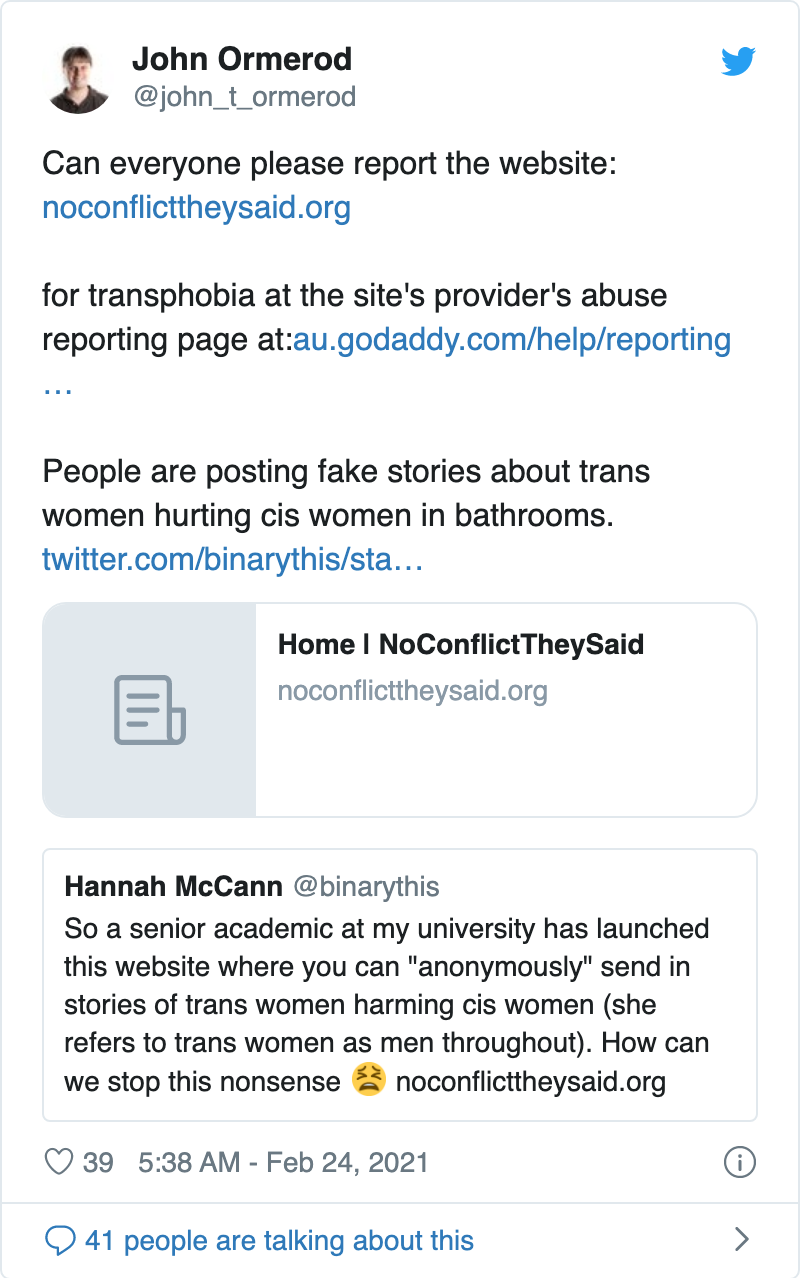 John Ormerod
@john_t_ormerod
Can everyone please report the website:
noconflicttheysaid.org
for transphobia at the site's provider's abuse
reporting page at:au.godaddy.com/help/reporting
…
People are posting fake stories about trans
women hurting cis women in bathrooms.
twitter.com/binarythis/sta…
Home | NoConflictTheySaid
noconflicttheysaid.org
Hannah McCann @binarythis
So a senior academic at my university has launched
this website where you can "anonymously" send in
stories of trans women harming cis women (she
refers to trans women as men throughout). How can
we stop this nonsense 😫 noconflicttheysaid.org
39 5:38 AM - Feb 24, 2021
41 people are talking about this